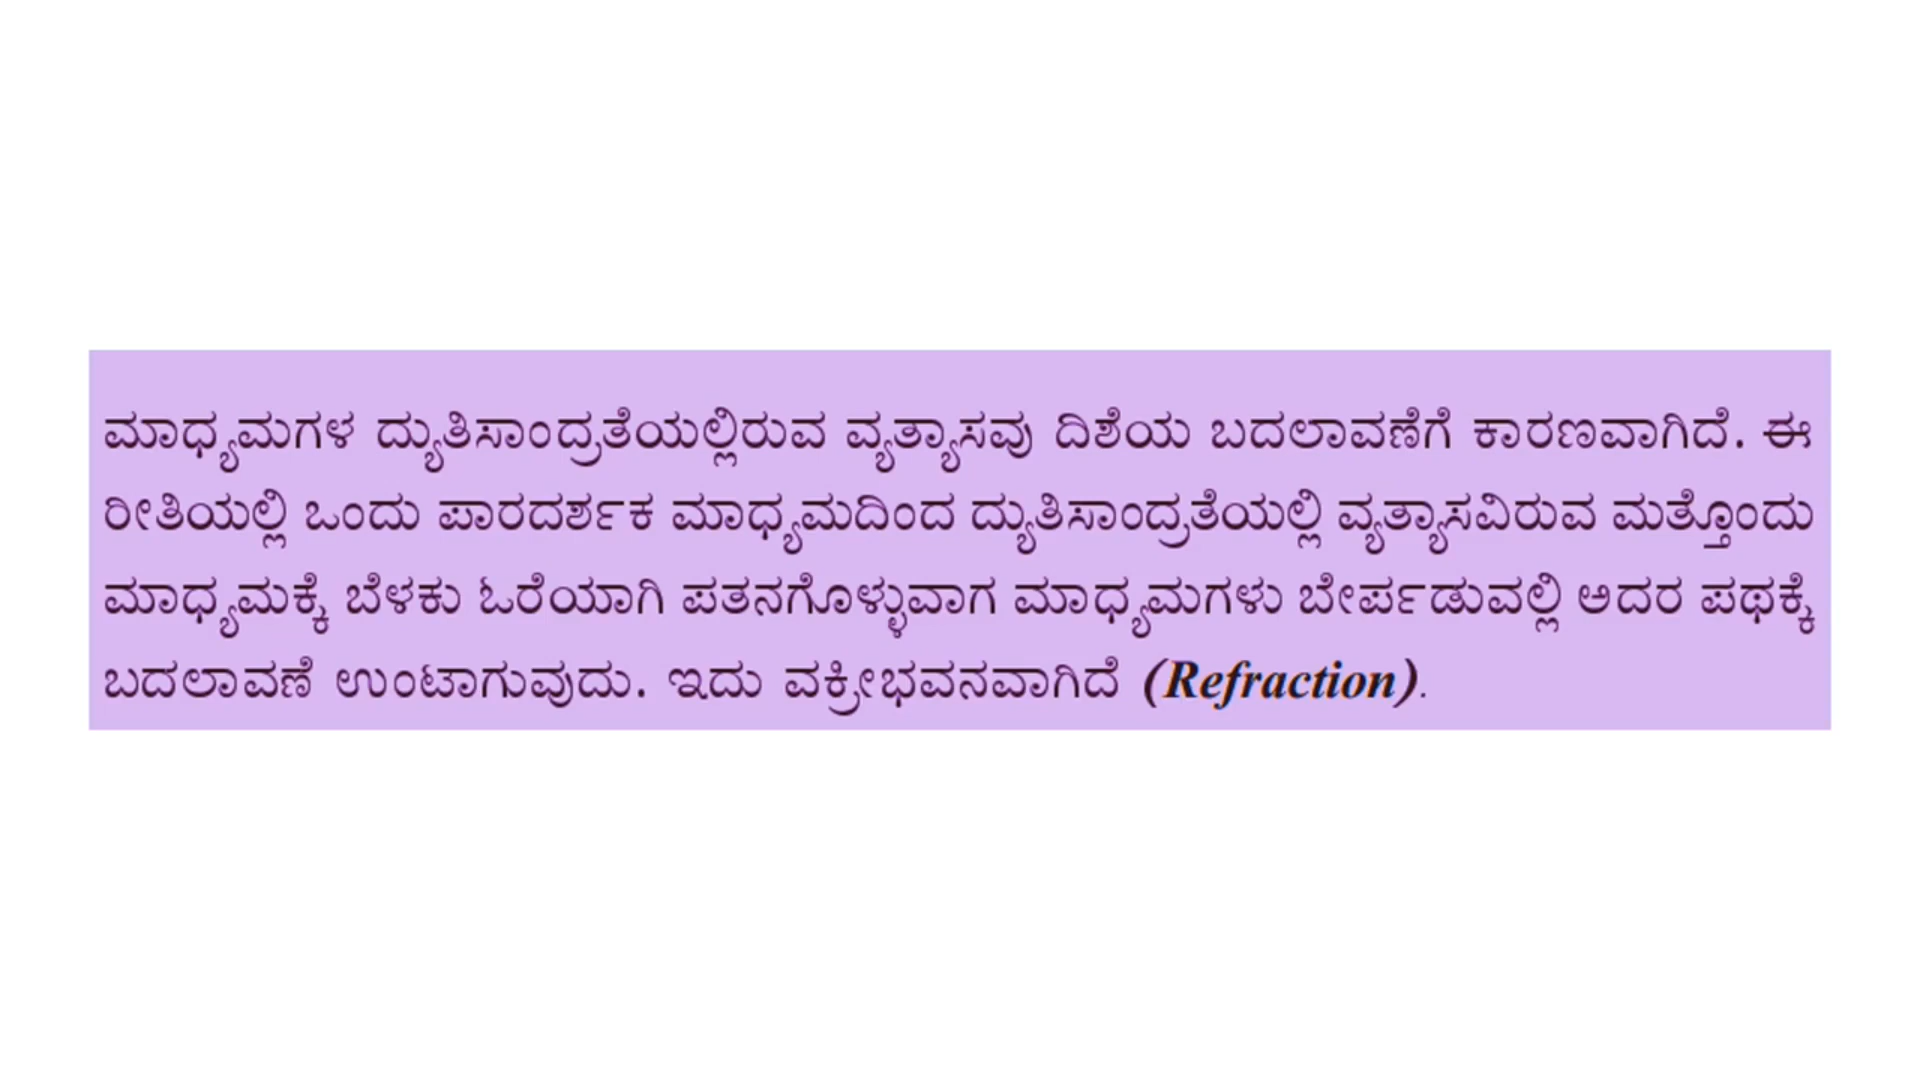 ಮಾಧ್ಯಮಗಳ ದ್ಯುತಿಸಾಂದ್ರತೆಯಲ್ಲಿರುವ ವ್ಯತ್ಯಾಸವು ದಿಶೆಯ ಬದಲಾವಣೆಗೆ ಕಾರಣವಾಗಿದೆ. ಈ
ರೀತಿಯಲ್ಲಿ ಒಂದು ಪಾರದರ್ಶಕ ಮಾಧ್ಯಮದಿಂದ ದ್ಯುತಿಸಾಂದ್ರತೆಯಲ್ಲಿ ವ್ಯತ್ಯಾಸವಿರುವ ಮತ್ತೊಂದು
ಮಾಧ್ಯಮಕ್ಕೆ ಬೆಳಕು ಓರೆಯಾಗಿ ಪತನಗೊಳ್ಳುವಾಗ ಮಾಧ್ಯಮಗಳು ಬೇರ್ಪಡುವಲ್ಲಿ ಅದರ ಪಥಕ್ಕೆ
ಬದಲಾವಣೆ ಉಂಟಾಗುವುದು. ಇದು ವಕ್ರೀಭವನವಾಗಿದೆ (Refraction).